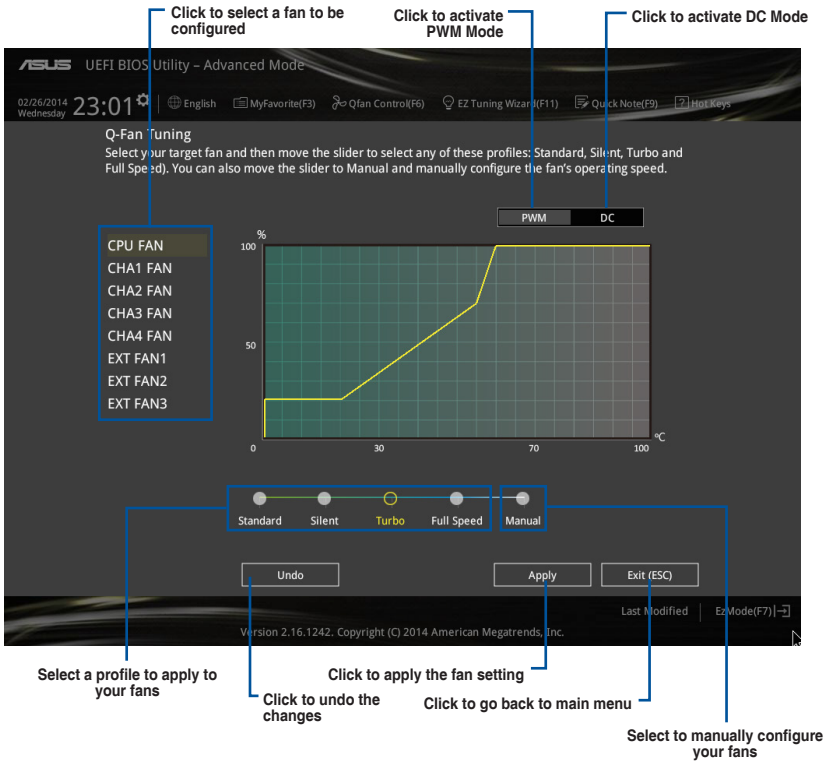 Click to select a fan to be
configured
Click to activate
PWM Mode
Click to activate DC Mode
ASUS UEFI BIOS Utility – Advanced Mode
02/26/2014
Wednesday
23:01
English
MyFavorite(F3)
Qfan Control(F6)
EZ Tuning Wizard(F11)
Quick Note(F9)
? Hot Keys
Q-Fan Tuning
Select your target fan and then move the slider to select any of these profiles: Standard, Silent, Turbo and
Full Speed). You can also move the slider to Manual and manually configure the fan's operating speed.
PWM DC
CPU FAN
CHA1 FAN
CHA2 FAN
CHA3 FAN
CHA4 FAN
EXT FAN1
EXT FAN2
EXT FAN3
%
100
50
0 30 70 100
°C
Standard Silent Turbo Full Speed Manual
Undo Apply Exit (ESC)
Last Modified EzMode(F7)
Version 2.16.1242. Copyright (C) 2014 American Megatrends, Inc.
Select a profile to apply to
your fans
Click to undo the
changes
Click to apply the fan setting
Click to go back to main menu
Select to manually configure
your fans